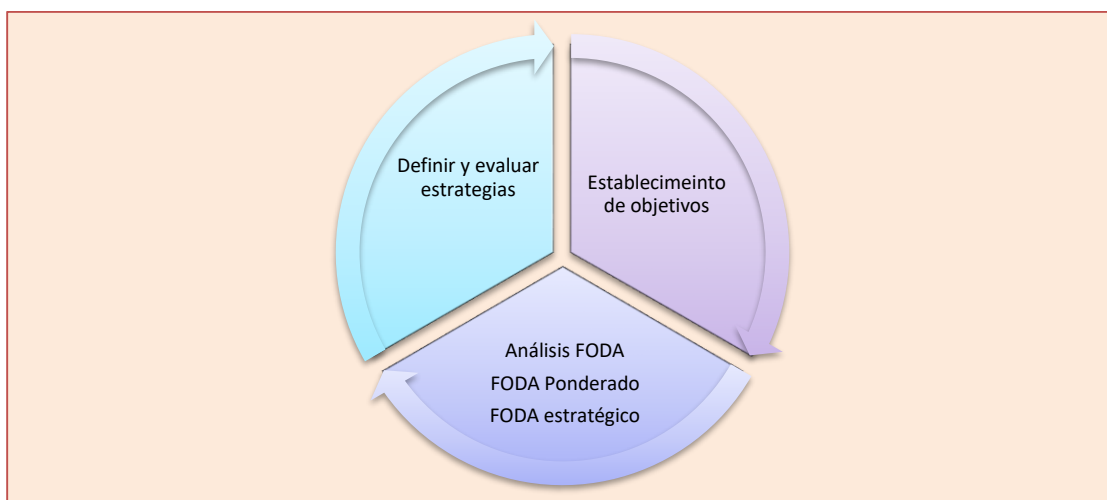 Definir y evaluar
estrategias
Establecimeinto
de objetivos
Análisis FODA
FODA Ponderado
FODA estratégico